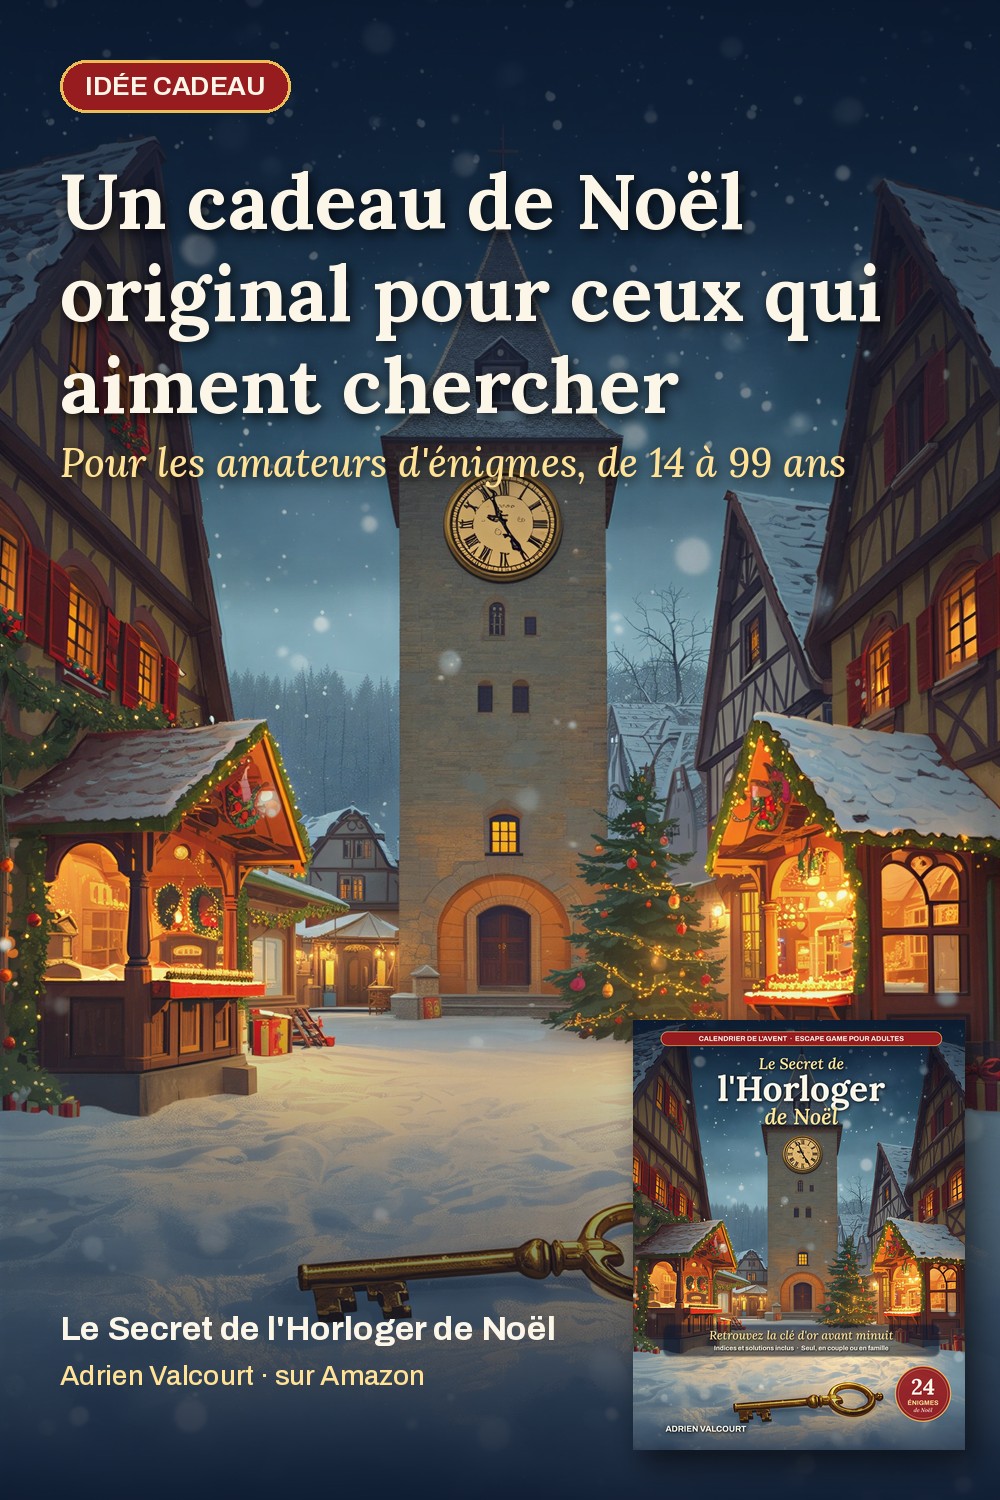 IDÉE CADEAU
Un cadeau de Noël
original pour ceux qui
aiment chercher
Pour les amateurs d'énigmes, de 14 à 99 ans
CALENDRIER DE L'AVENT · ESCAPE GAME POUR ADULTES
Le Secret de
l'Horloger
de Noël
Retrouvez la clé d'or avant minuit
Indices et solutions inclus · Seul, en couple ou en famille
24
ÉNIGMES
de Noël
ADRIEN VALCOURT
Le Secret de l'Horloger de Noël
Adrien Valcourt · sur Amazon